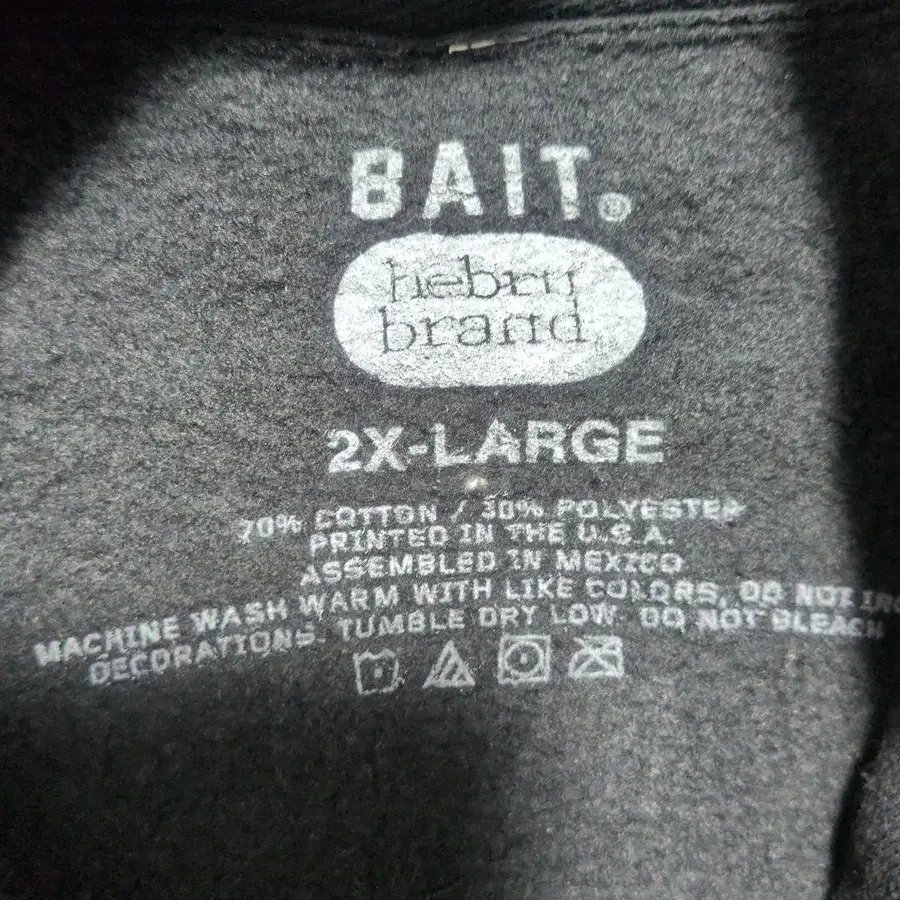 BAIT®
hebru
brand
2X-LARGE
70% COTTON / 30% POLYESTER
PRINTED IN THE U.S.A.
ASSEMBLED IN MEXICO
MACHINE WASH WARM WITH LIKE COLORS, DO NOT
DECORATIONS. TUMBLE DRY LOW. DO NOT BLEACH